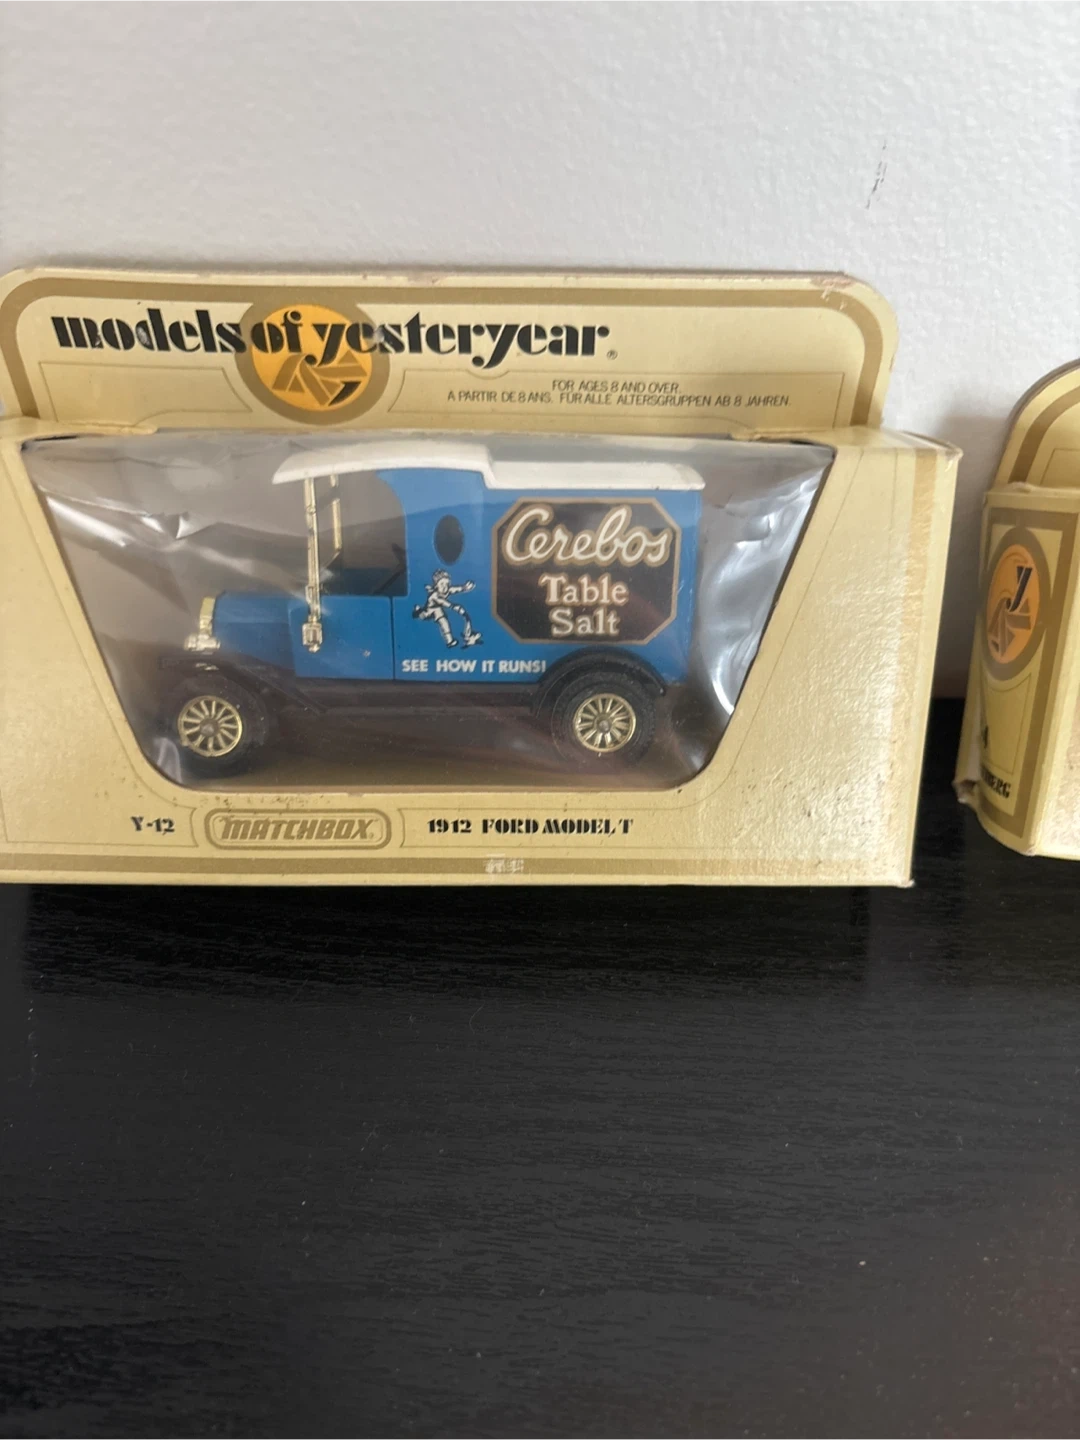 models of yesteryear®
FOR AGES 8 AND OVER.
A PARTIR DE 8 ANS. FÜR ALLE ALTERSGRUPPEN AB 8 JAHREN.
Cerebos
Table
Salt
SEE HOW IT RUNS!
Y-12
MATCHBOX®
1912 FORD MODEL T